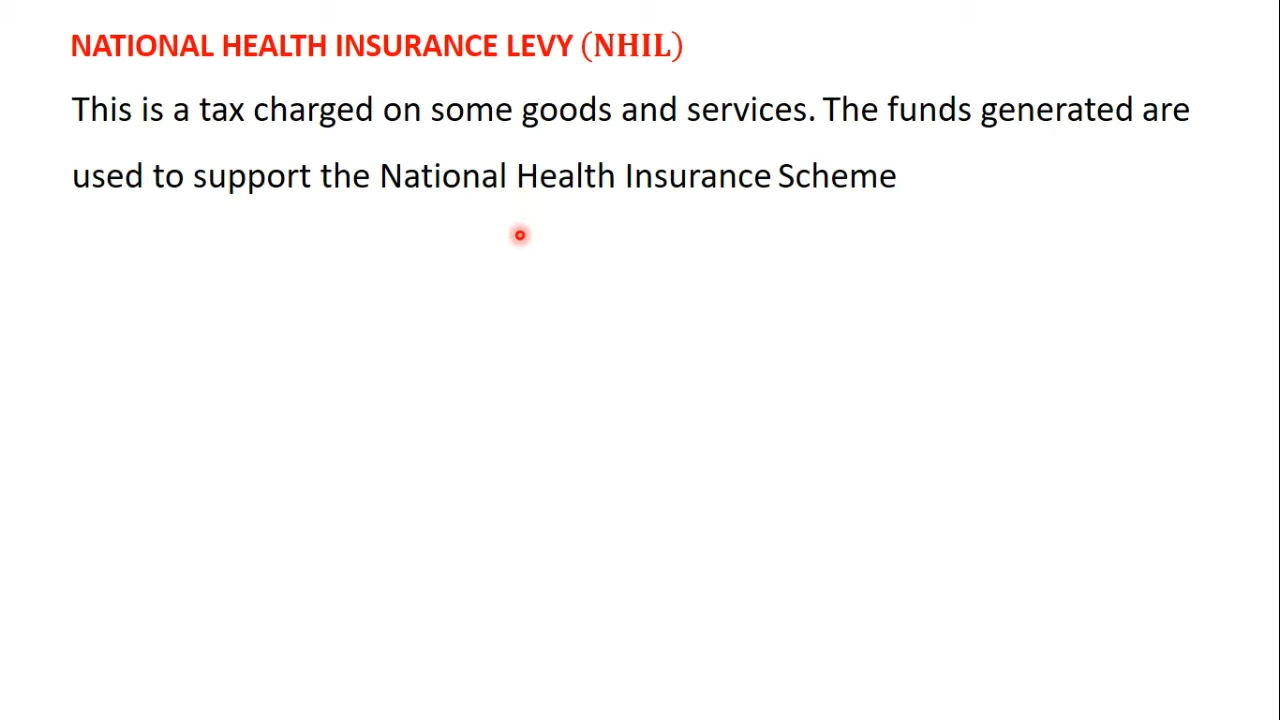 NATIONAL HEALTH INSURANCE LEVY (NHIL)
This is a tax charged on some goods and services. The funds generated are
used to support the National Health Insurance Scheme